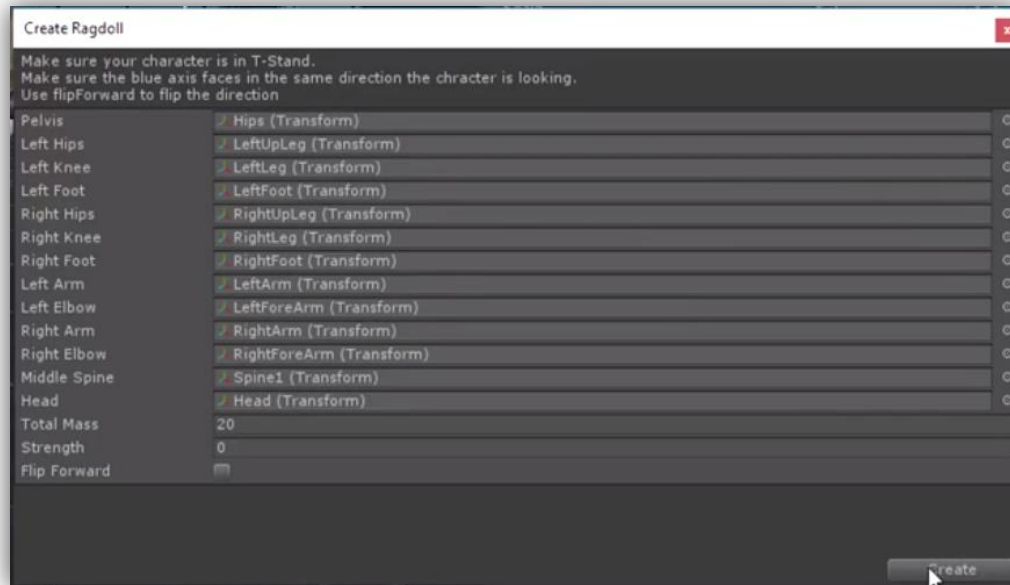 Create Ragdoll
x
Make sure your character is in T-Stand.
Make sure the blue axis faces in the same direction the chracter is looking.
Use flipForward to flip the direction
Pelvis Hips (Transform)
Left Hips LeftUpLeg (Transform)
Left Knee LeftLeg (Transform)
Left Foot LeftFoot (Transform)
Right Hips RightUpLeg (Transform)
Right Knee RightLeg (Transform)
Right Foot RightFoot (Transform)
Left Arm LeftArm (Transform)
Left Elbow LeftForeArm (Transform)
Right Arm RightArm (Transform)
Right Elbow RightForeArm (Transform)
Middle Spine Spine1 (Transform)
Head Head (Transform)
Total Mass 20
Strength 0
Flip Forward
Create